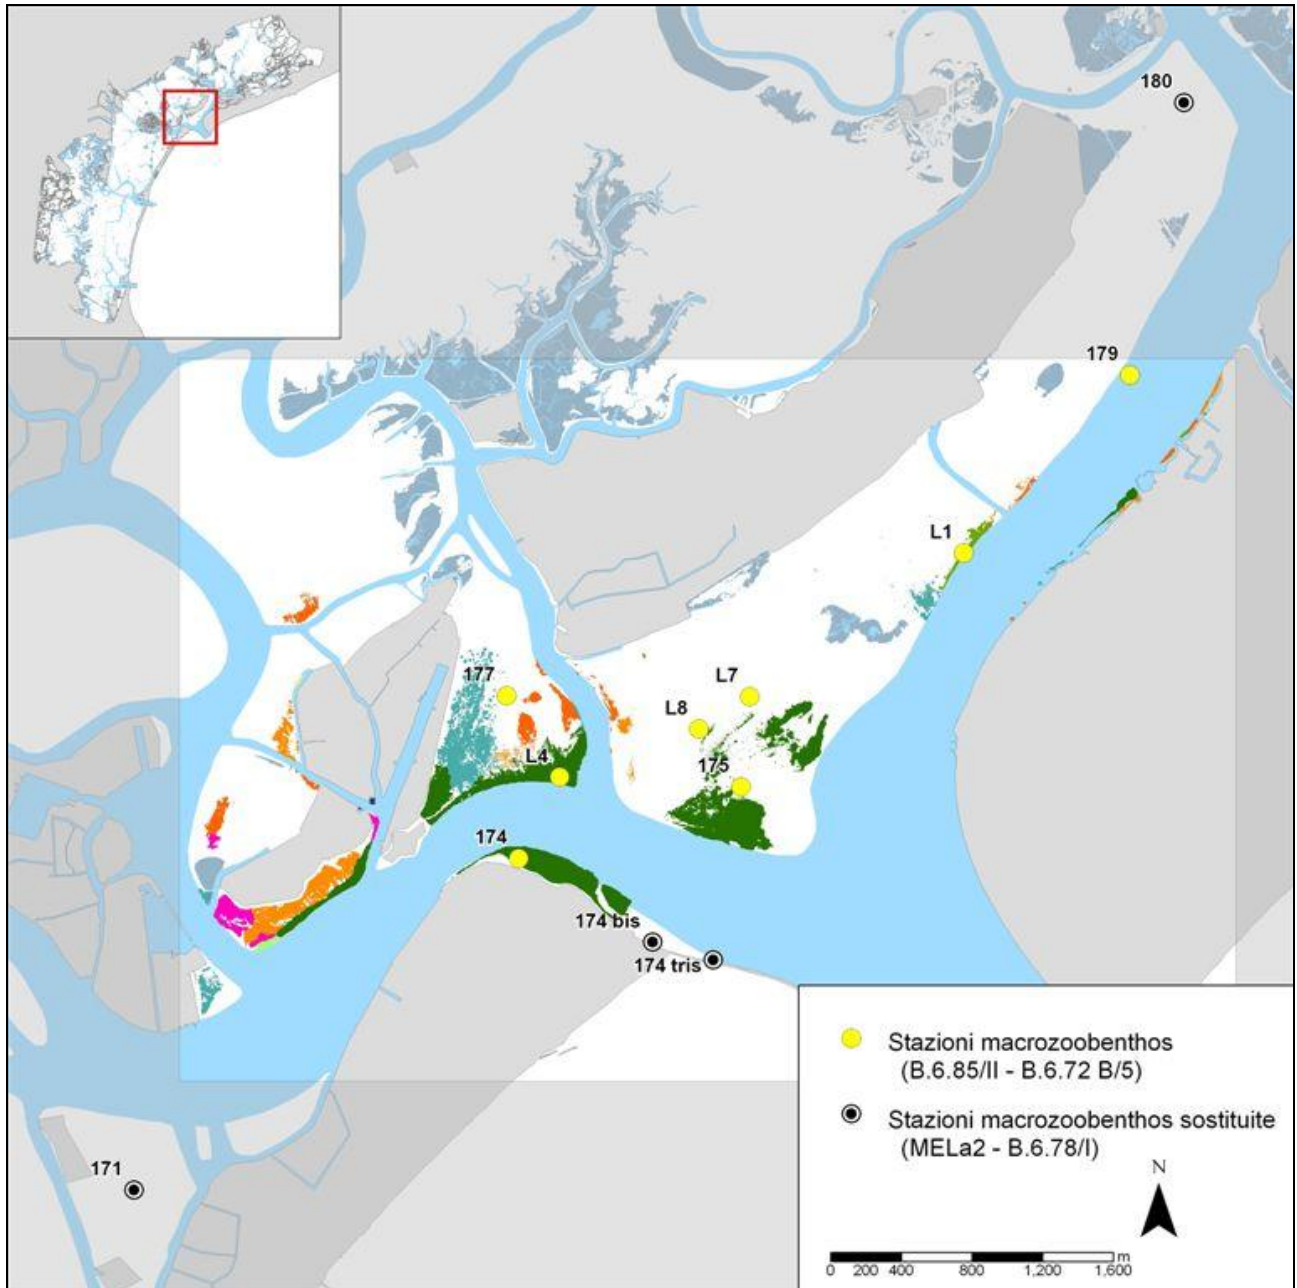 180
179
L1
177
L7
L8
L4
175
174
174 bis
174 tris
171
Stazioni macrozoobenthos
(B.6.85/II - B.6.72 B/5)
Stazioni macrozoobenthos sostituite
(MELa2 - B.6.78/I)
N
m
0 200 400 800 1.200 1.600